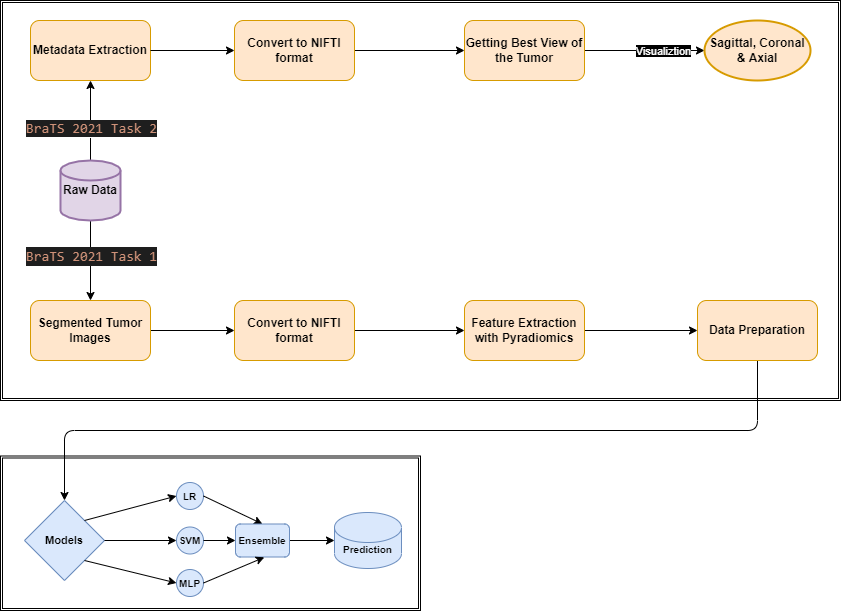 Metadata Extraction
Convert to NIFTI
format
Getting Best View of
the Tumor
Visualiztion
Sagittal, Coronal
& Axial
BraTS 2021 Task 2
Raw Data
BraTS 2021 Task 1
Segmented Tumor
Images
Convert to NIFTI
format
Feature Extraction
with Pyradiomics
Data Preparation
Models
LR
SVM
MLP
Ensemble
Prediction